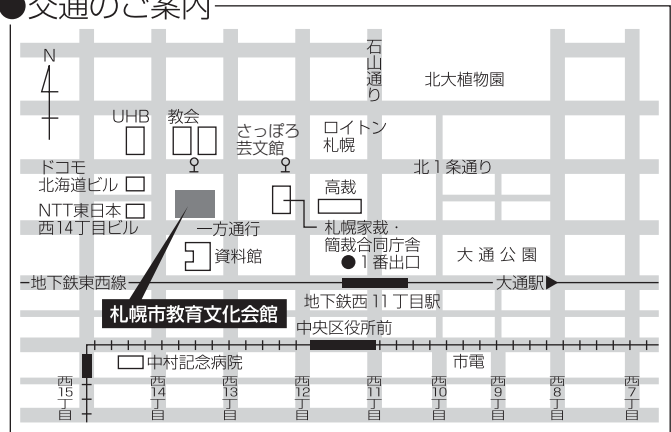 ●交通のご案内
N
石山通り
北大植物園
UHB
教会
さっぽろ
芸文館
ロイトン
札幌
ドコモ
北海道ビル
北1条通り
NTT東日本
西14丁目ビル
高裁
一方通行
札幌家裁・
簡裁合同庁舎
資料館
●1番出口
大通公園
地下鉄東西線
大通駅▶
地下鉄西11丁目駅
札幌市教育文化会館
中央区役所前
中村記念病院
市電
西15丁目
西14丁目
西13丁目
西12丁目
西11丁目
西10丁目
西9丁目
西8丁目
西7丁目